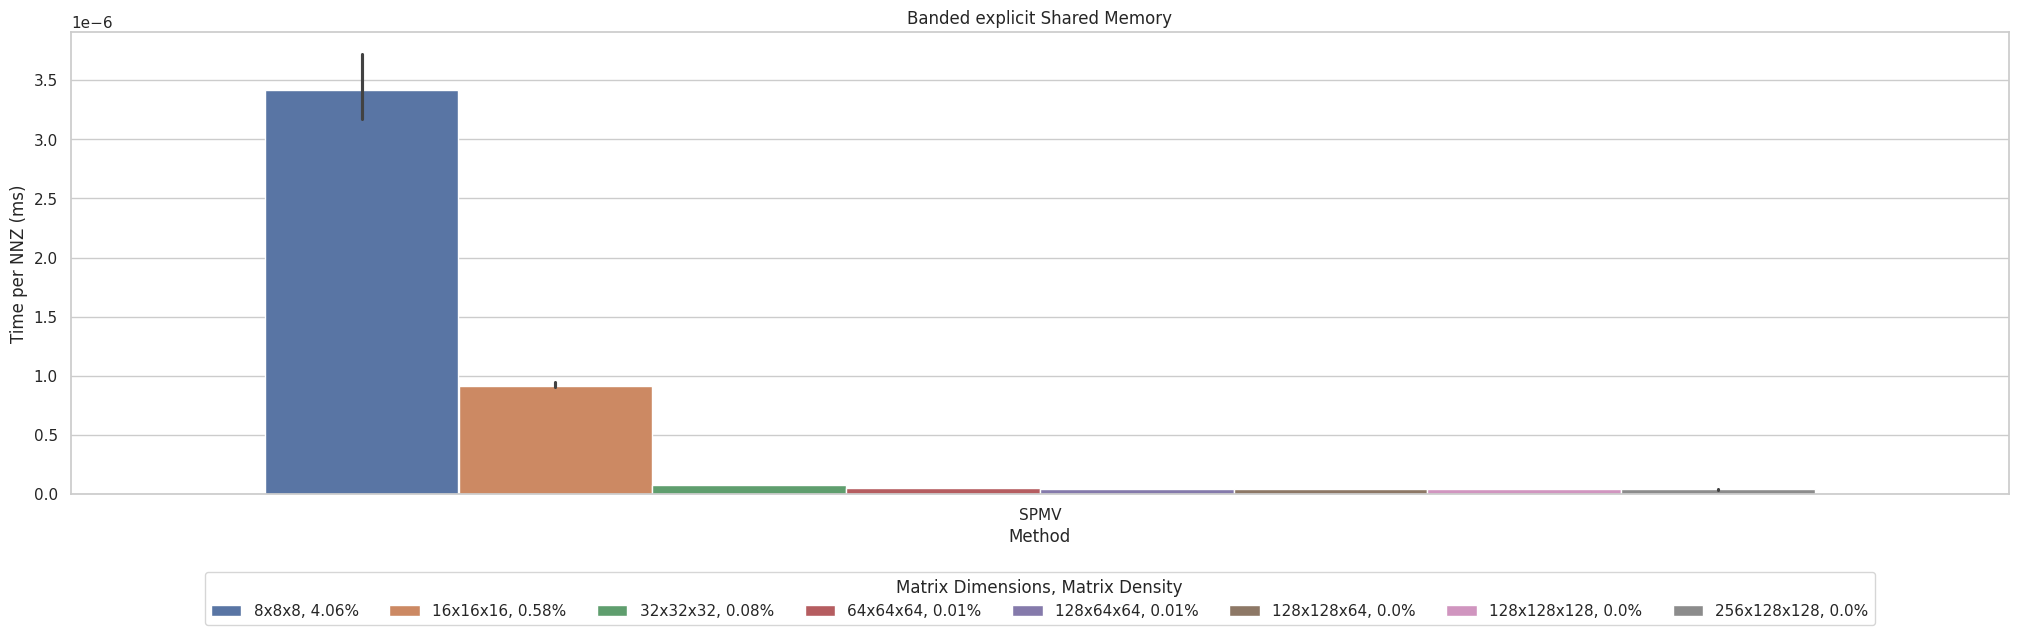 Banded explicit Shared Memory
1e−6
3.5
3.0
2.5
2.0
1.5
1.0
0.5
0.0
Time per NNZ (ms)
SPMV
Method
Matrix Dimensions, Matrix Density
8x8x8, 4.06% 16x16x16, 0.58% 32x32x32, 0.08% 64x64x64, 0.01% 128x64x64, 0.01% 128x128x64, 0.0% 128x128x128, 0.0% 256x128x128, 0.0%